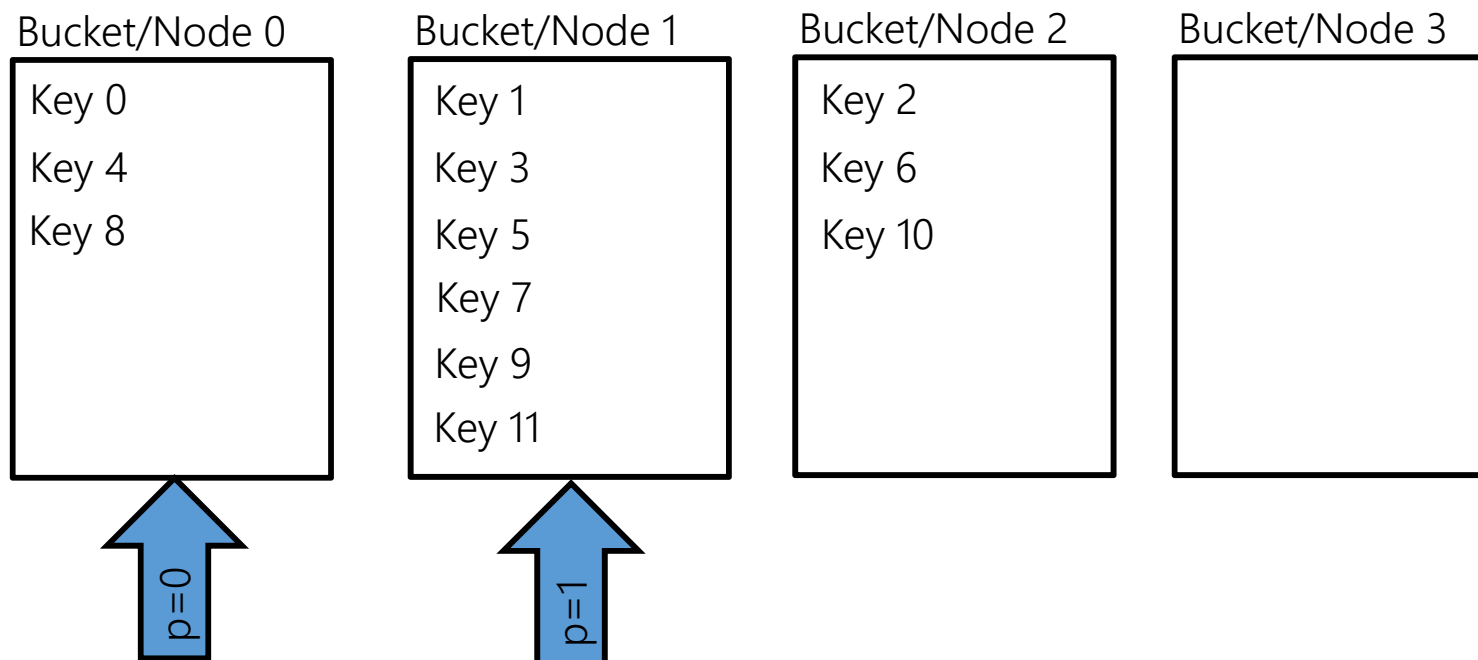 Bucket/Node 0
Key 0
Key 4
Key 8
p=0
Bucket/Node 1
Key 1
Key 3
Key 5
Key 7
Key 9
Key 11
p=1
Bucket/Node 2
Key 2
Key 6
Key 10
Bucket/Node 3